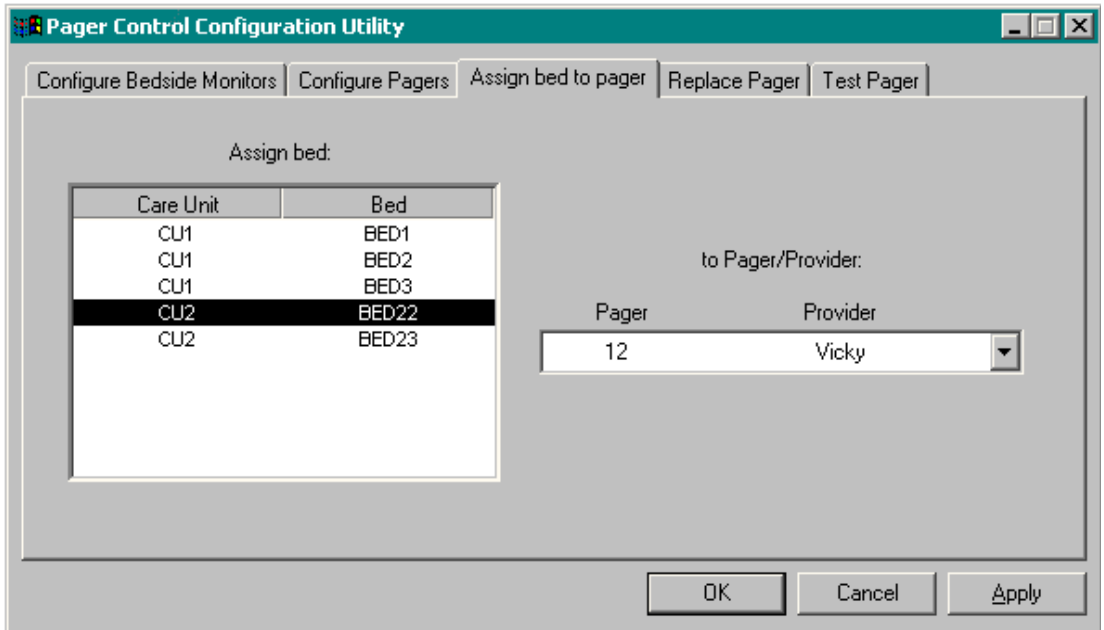 Pager Control Configuration Utility
Configure Bedside Monitors Configure Pagers Assign bed to pager Replace Pager Test Pager
Assign bed:
Care Unit Bed
CU1 BED1
CU1 BED2
CU1 BED3
CU2 BED22
CU2 BED23
to Pager/Provider:
Pager Provider
12 Vicky
OK Cancel Apply